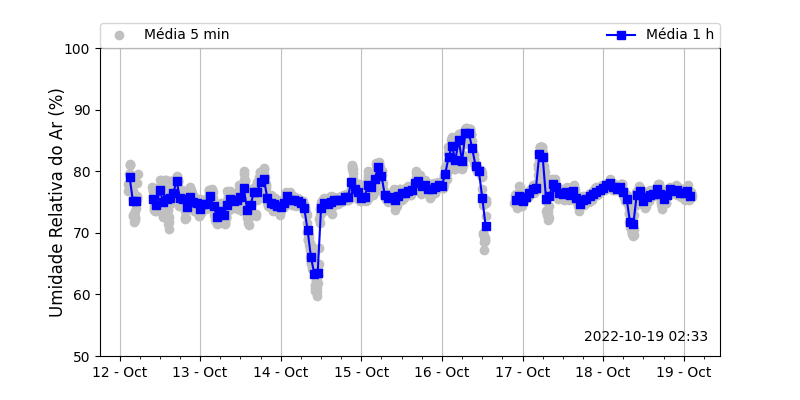 Média 5 min
Média 1 h
Umidade Relativa do Ar (%)
100
90
80
70
60
50
2022-10-19 02:33
12 - Oct
13 - Oct
14 - Oct
15 - Oct
16 - Oct
17 - Oct
18 - Oct
19 - Oct